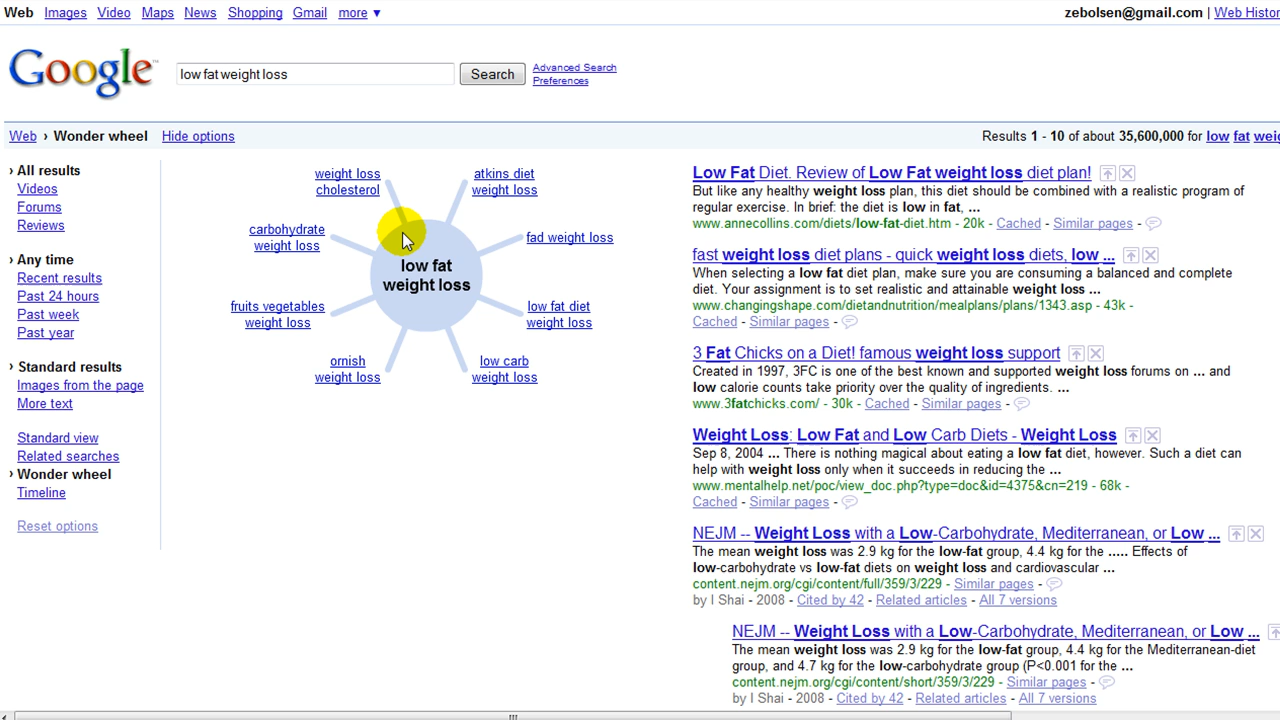 Web Images Video Maps News Shopping Gmail more ▼
zebolsen@gmail.com | Web Histor
Google™
low fat weight loss
Search
Advanced Search
Preferences
Web › Wonder wheel Hide options
Results 1 - 10 of about 35,600,000 for low fat weig
› All results
Videos
Forums
Reviews
› Any time
Recent results
Past 24 hours
Past week
Past year
› Standard results
Images from the page
More text
Standard view
Related searches
› Wonder wheel
Timeline
Reset options
weight loss
cholesterol
atkins diet
weight loss
carbohydrate
weight loss
fad weight loss
low fat
weight loss
fruits vegetables
weight loss
low fat diet
weight loss
ornish
weight loss
low carb
weight loss
Low Fat Diet. Review of Low Fat weight loss diet plan!
But like any healthy weight loss plan, this diet should be combined with a realistic program of
regular exercise. In brief: the diet is low in fat, ...
www.annecollins.com/diets/low-fat-diet.htm - 20k - Cached - Similar pages -
fast weight loss diet plans - quick weight loss diets, low ...
When selecting a low fat diet plan, make sure you are consuming a balanced and complete
diet. Your assignment is to set realistic and attainable weight loss ...
www.changingshape.com/dietandnutrition/mealplans/plans/1343.asp - 43k -
Cached - Similar pages -
3 Fat Chicks on a Diet! famous weight loss support
Created in 1997, 3FC is one of the best known and supported weight loss forums on ... and
low calorie counts take priority over the quality of ingredients. ...
www.3fatchicks.com/ - 30k - Cached - Similar pages -
Weight Loss: Low Fat and Low Carb Diets - Weight Loss
Sep 8, 2004 ... There is nothing magical about eating a low fat diet, however. Such a diet can
help with weight loss only when it succeeds in reducing the ...
www.mentalhelp.net/poc/view_doc.php?type=doc&id=4375&cn=219 - 68k -
Cached - Similar pages -
NEJM -- Weight Loss with a Low-Carbohydrate, Mediterranean, or Low ...
The mean weight loss was 2.9 kg for the low-fat group, 4.4 kg for the ..... Effects of
low-carbohydrate vs low-fat diets on weight loss and cardiovascular ...
content.nejm.org/cgi/content/full/359/3/229 - Similar pages -
by I Shai - 2008 - Cited by 42 - Related articles - All 7 versions
NEJM -- Weight Loss with a Low-Carbohydrate, Mediterranean, or Low ...
The mean weight loss was 2.9 kg for the low-fat group, 4.4 kg for the Mediterranean-diet
group, and 4.7 kg for the low-carbohydrate group (P<0.001 for the ...
content.nejm.org/cgi/content/short/359/3/229 - Similar pages -
by I Shai - 2008 - Cited by 42 - Related articles - All 7 versions